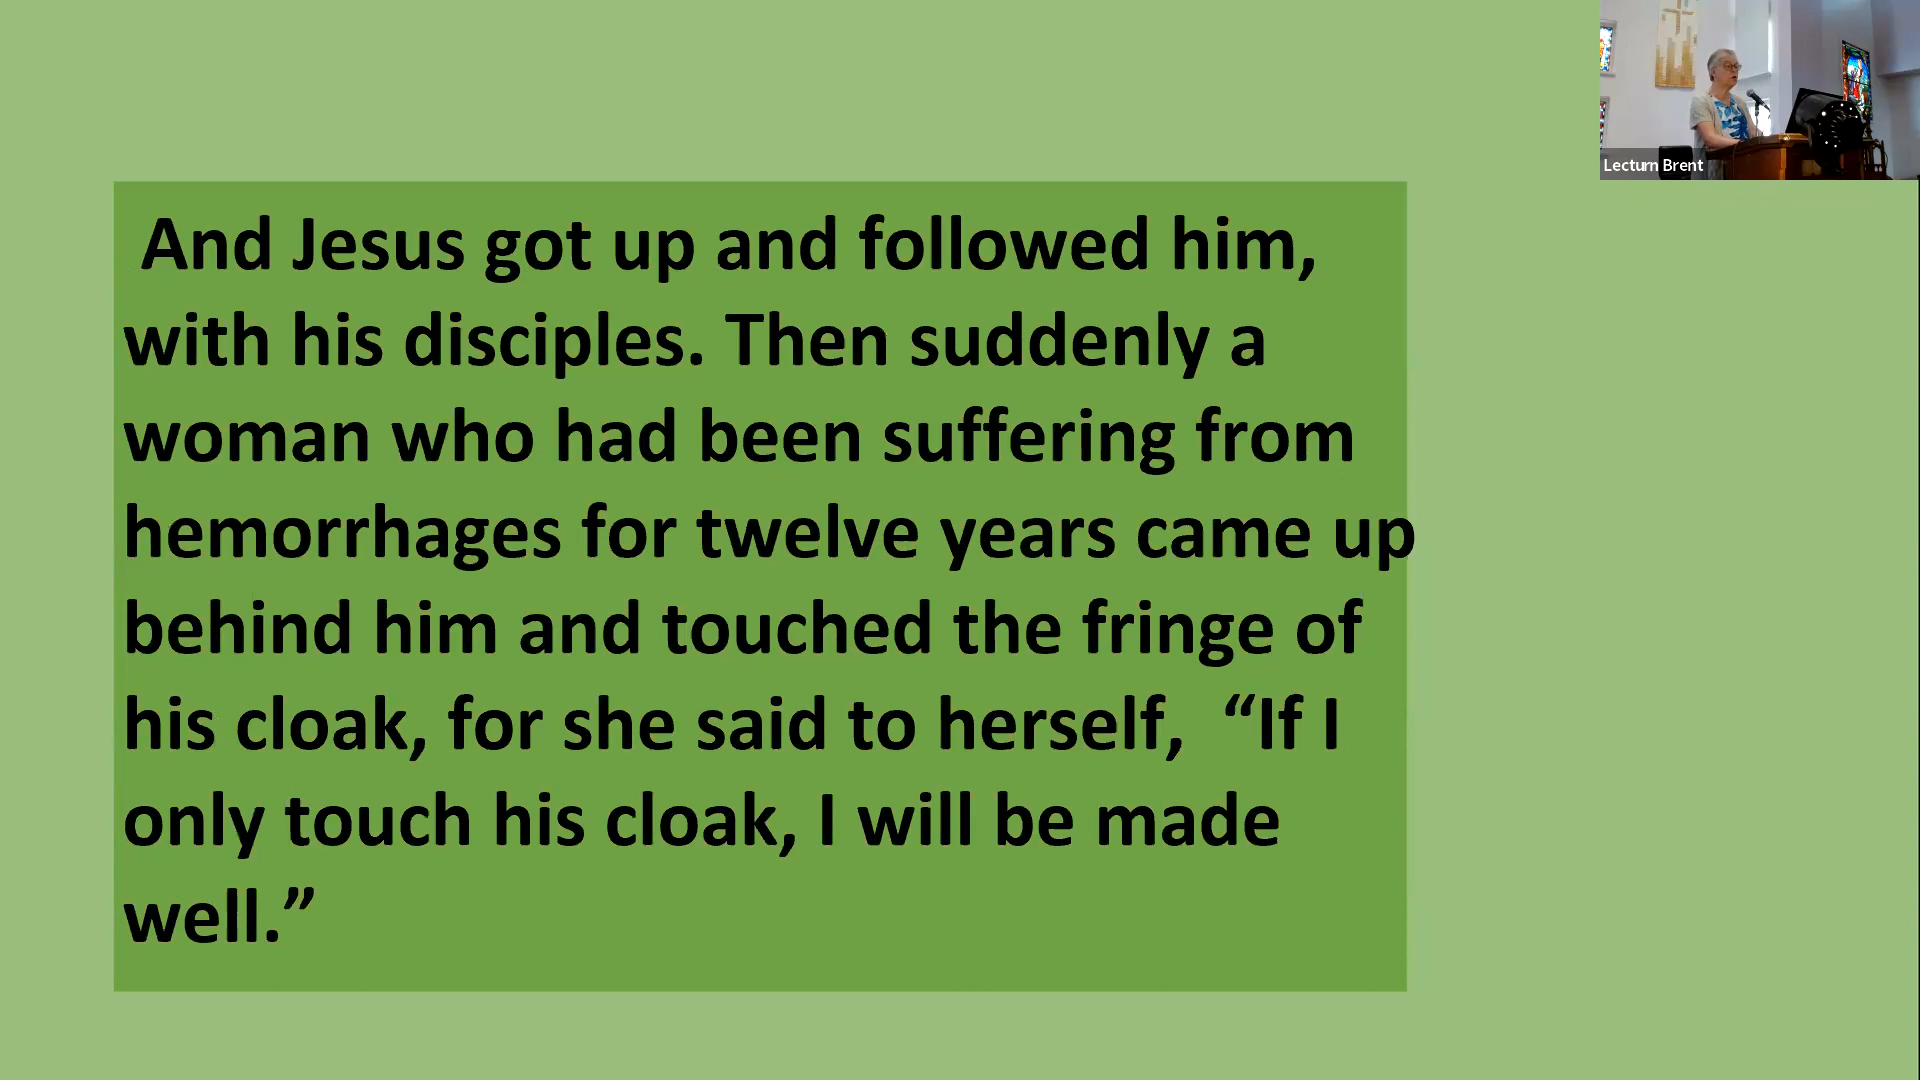 And Jesus got up and followed him,
with his disciples. Then suddenly a
woman who had been suffering from
hemorrhages for twelve years came up
behind him and touched the fringe of
his cloak, for she said to herself,  “If I
only touch his cloak, I will be made
well.”
Lecturn Brent